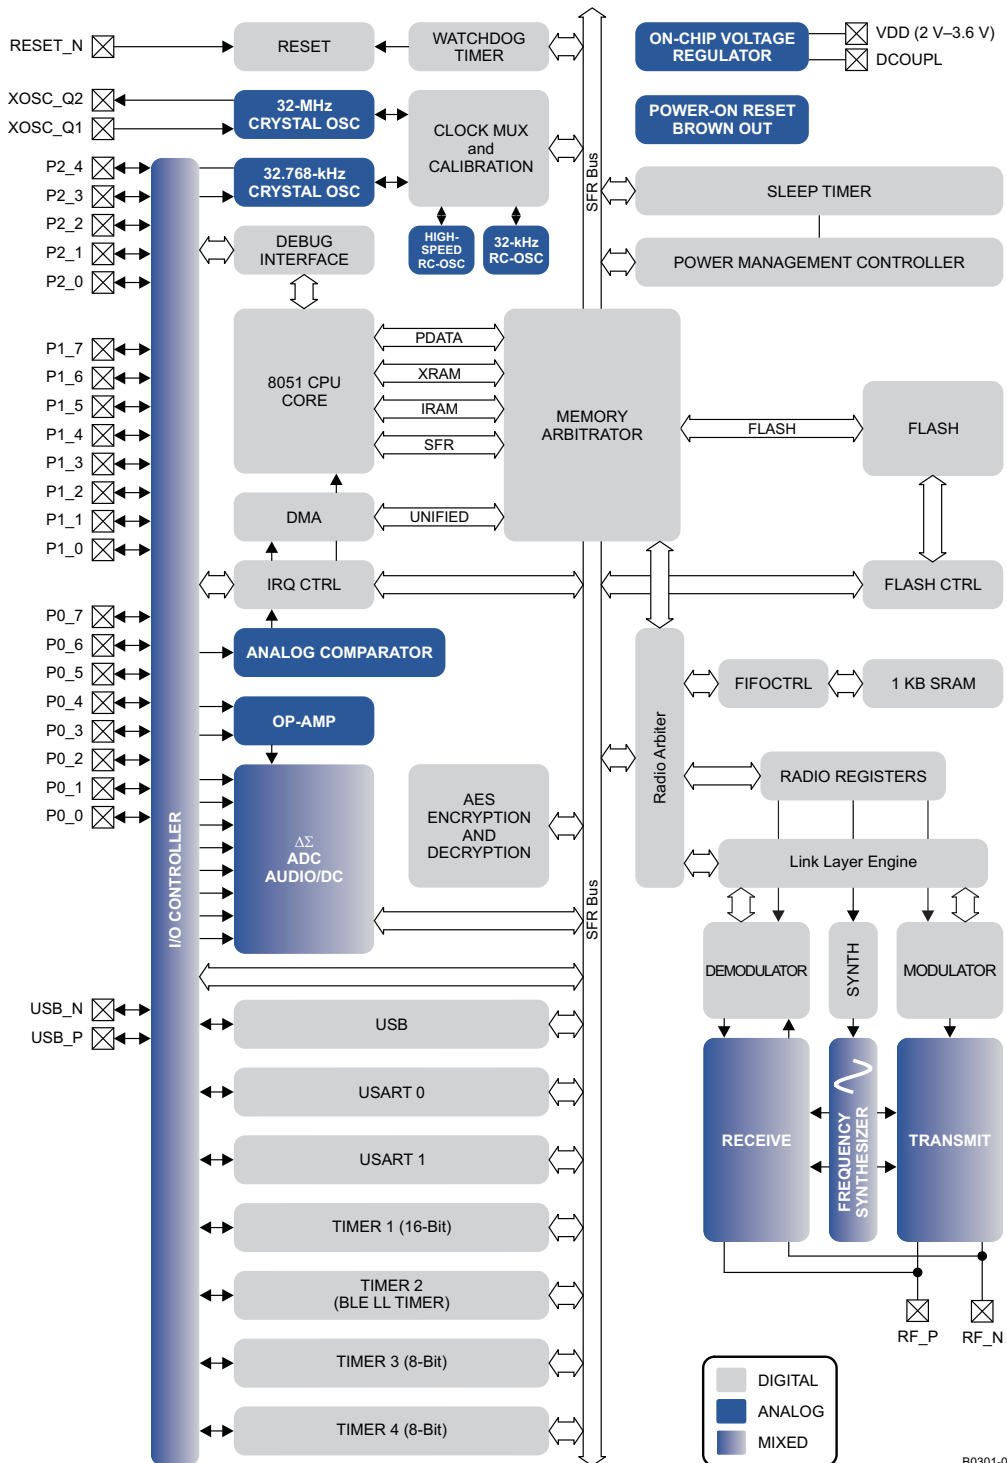 RESET_N
RESET
WATCHDOG
TIMER
ON-CHIP VOLTAGE
REGULATOR
VDD (2 V–3.6 V)
DCOUPL
XOSC_Q2
XOSC_Q1
32-MHz
CRYSTAL OSC
CLOCK MUX
and
CALIBRATION
POWER-ON RESET
BROWN OUT
P2_4
P2_3
P2_2
P2_1
P2_0
32.768-kHz
CRYSTAL OSC
SFR Bus
SLEEP TIMER
HIGH-
SPEED
RC-OSC
32-kHz
RC-OSC
DEBUG
INTERFACE
POWER MANAGEMENT CONTROLLER
P1_7
P1_6
P1_5
P1_4
P1_3
P1_2
P1_1
P1_0
8051 CPU
CORE
PDATA
XRAM
IRAM
SFR
MEMORY
ARBITRATOR
FLASH
FLASH
DMA
UNIFIED
IRQ CTRL
FLASH CTRL
P0_7
P0_6
P0_5
P0_4
P0_3
P0_2
P0_1
P0_0
ANALOG COMPARATOR
OP-AMP
Radio Arbiter
FIFOCTRL
1 KB SRAM
RADIO REGISTERS
I/O CONTROLLER
ΔΣ
ADC
AUDIO/DC
AES
ENCRYPTION
AND
DECRYPTION
Link Layer Engine
SFR Bus
DEMODULATOR
SYNTH
MODULATOR
USB_N
USB_P
USB
USART 0
USART 1
TIMER 1 (16-Bit)
TIMER 2
(BLE LL TIMER)
TIMER 3 (8-Bit)
TIMER 4 (8-Bit)
RECEIVE
FREQUENCY
SYNTHESIZER
TRANSMIT
RF_P
RF_N
DIGITAL
ANALOG
MIXED